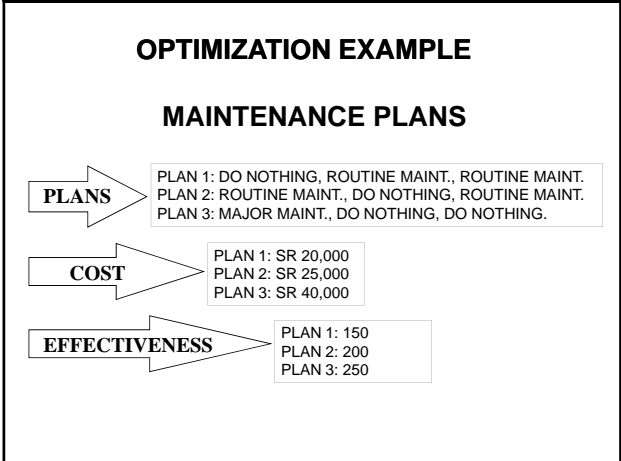 OPTIMIZATION EXAMPLE
MAINTENANCE PLANS
PLANS
PLAN 1: DO NOTHING, ROUTINE MAINT., ROUTINE MAINT.
PLAN 2: ROUTINE MAINT., DO NOTHING, ROUTINE MAINT.
PLAN 3: MAJOR MAINT., DO NOTHING, DO NOTHING.
COST
PLAN 1: SR 20,000
PLAN 2: SR 25,000
PLAN 3: SR 40,000
EFFECTIVENESS
PLAN 1: 150
PLAN 2: 200
PLAN 3: 250